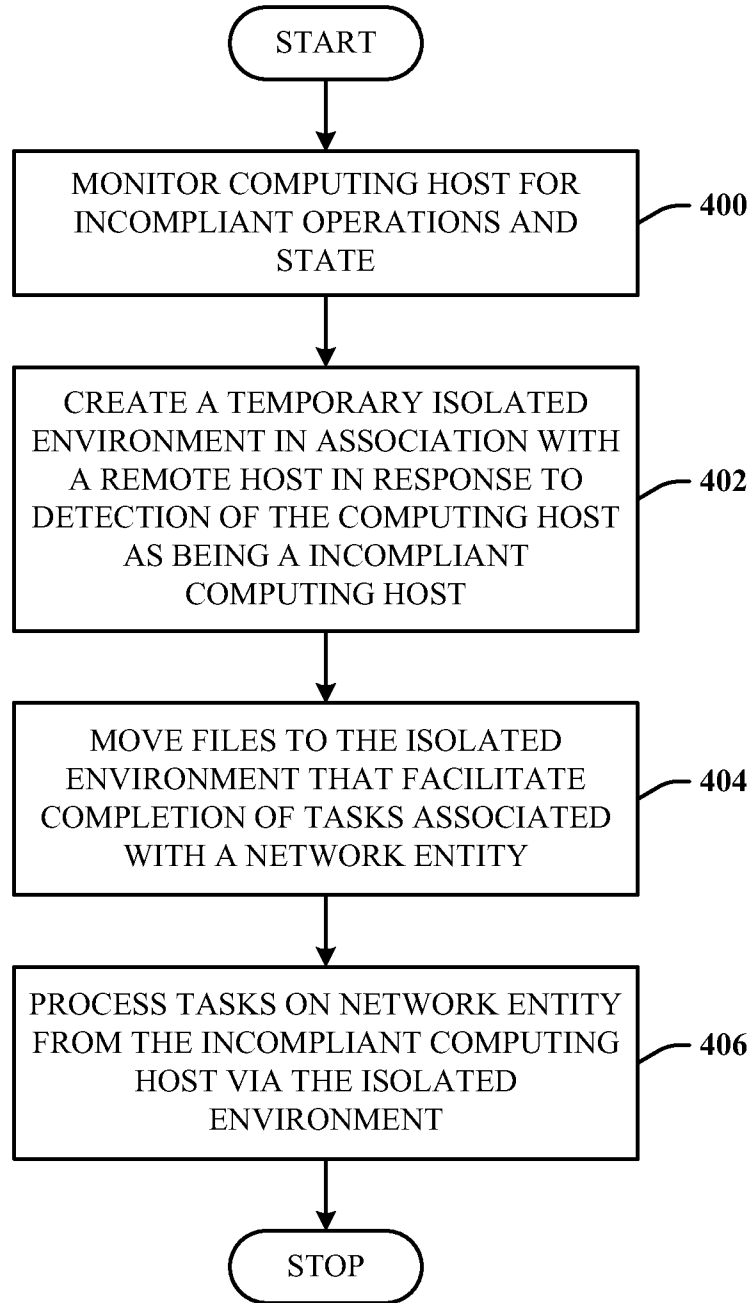 START
MONITOR COMPUTING HOST FOR
INCOMPLIANT OPERATIONS AND
STATE
400
CREATE A TEMPORARY ISOLATED
ENVIRONMENT IN ASSOCIATION WITH
A REMOTE HOST IN RESPONSE TO
DETECTION OF THE COMPUTING HOST
AS BEING A INCOMPLIANT
COMPUTING HOST
402
MOVE FILES TO THE ISOLATED
ENVIRONMENT THAT FACILITATE
COMPLETION OF TASKS ASSOCIATED
WITH A NETWORK ENTITY
404
PROCESS TASKS ON NETWORK ENTITY
FROM THE INCOMPLIANT COMPUTING
HOST VIA THE ISOLATED
ENVIRONMENT
406
STOP